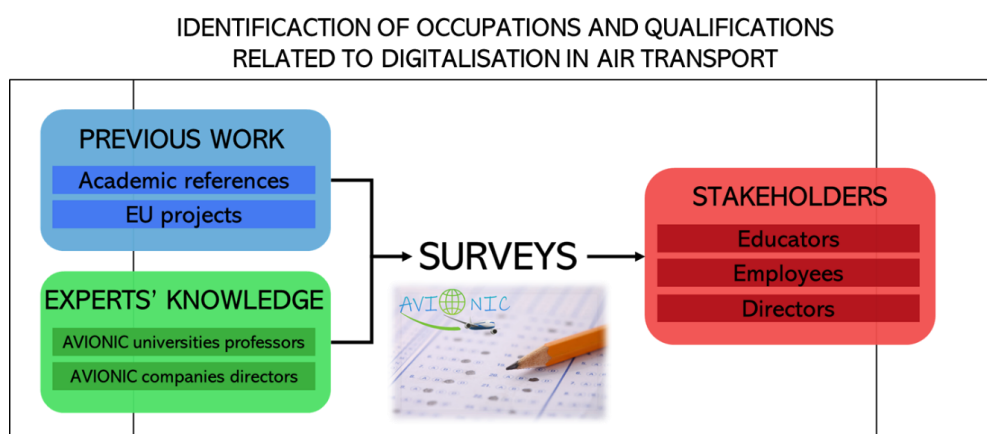 IDENTIFICACTION OF OCCUPATIONS AND QUALIFICATIONS
RELATED TO DIGITALISATION IN AIR TRANSPORT
PREVIOUS WORK
Academic references
EU projects
EXPERTS' KNOWLEDGE
AVIONIC universities professors
AVIONIC companies directors
SURVEYS
AVIONIC
STAKEHOLDERS
Educators
Employees
Directors